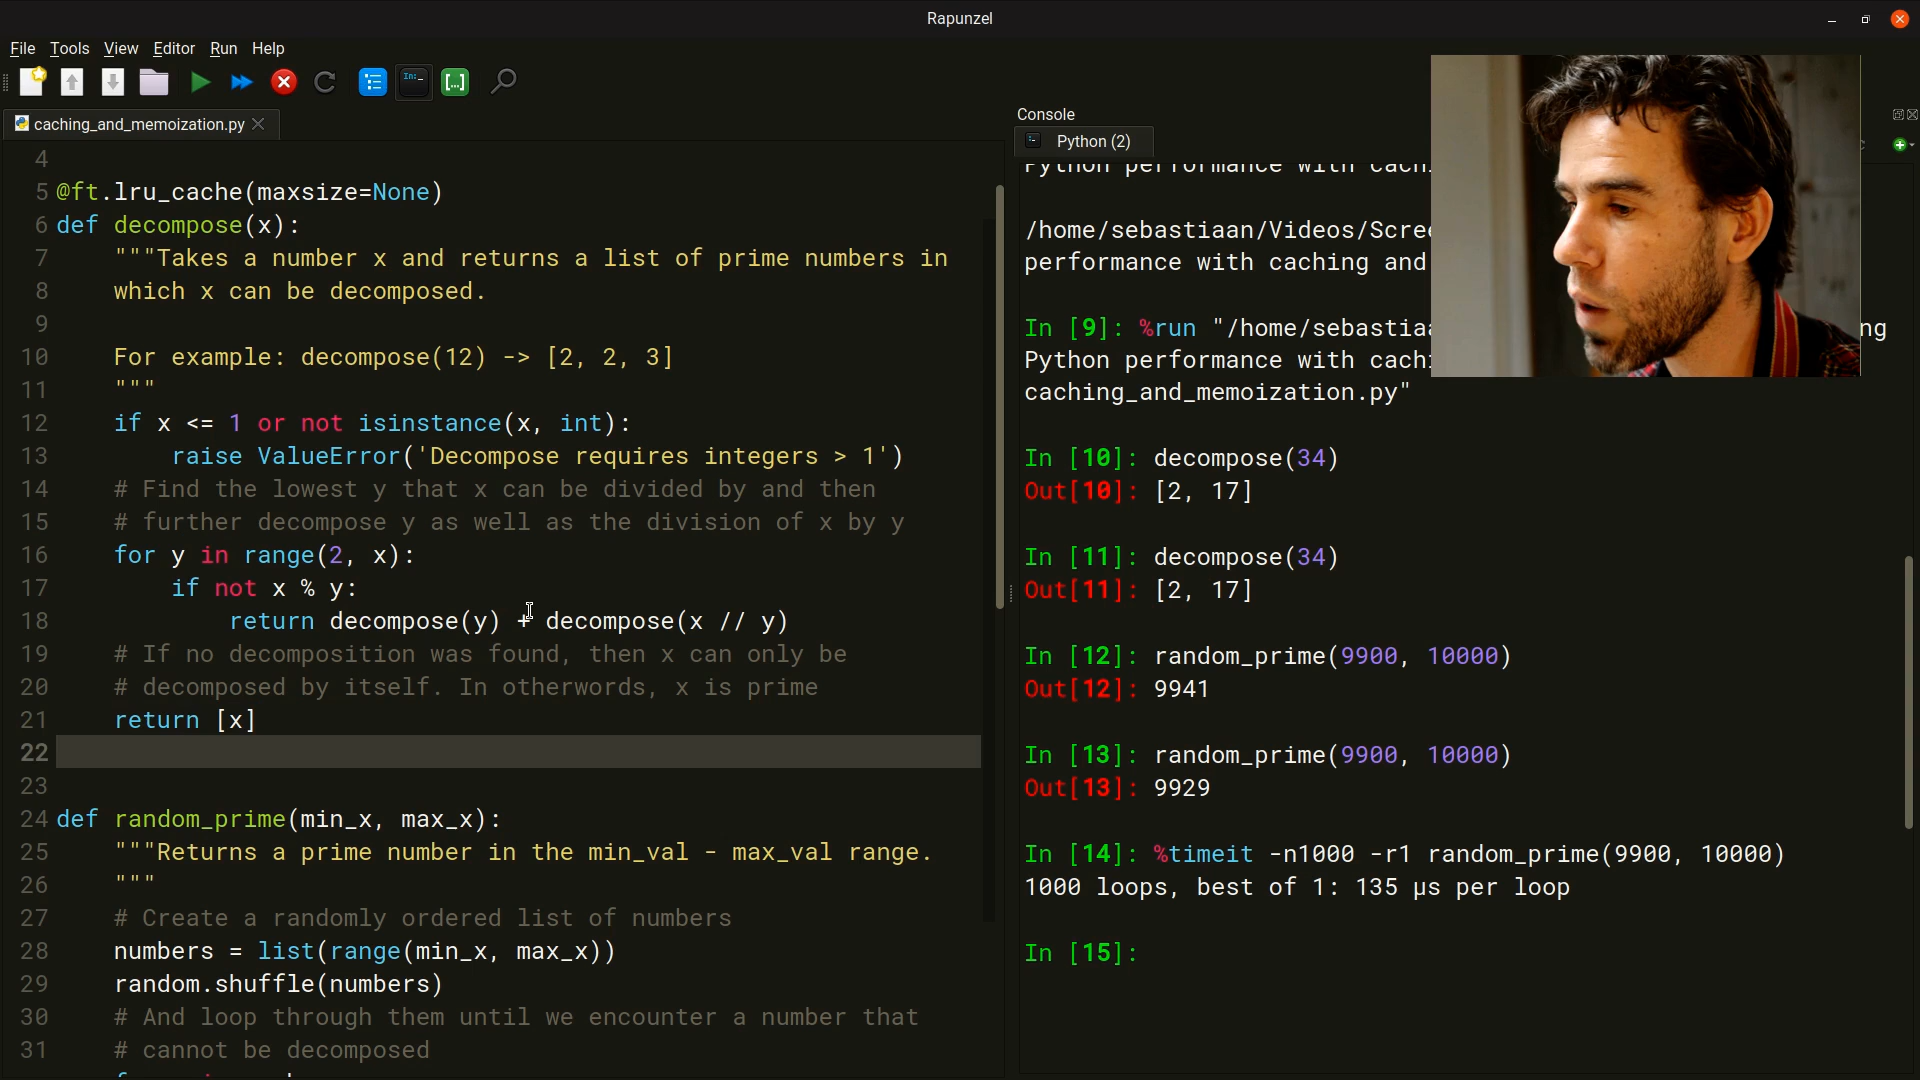 Rapunzel
File Tools View Editor Run Help
caching_and_memoization.py
4
5 @ft.lru_cache(maxsize=None)
6 def decompose(x):
7 """Takes a number x and returns a list of prime numbers in
8 which x can be decomposed.
9
10 For example: decompose(12) -> [2, 2, 3]
11 """
12 if x <= 1 or not isinstance(x, int):
13 raise ValueError('Decompose requires integers > 1')
14 # Find the lowest y that x can be divided by and then
15 # further decompose y as well as the division of x by y
16 for y in range(2, x):
17 if not x % y:
18 return decompose(y) + decompose(x // y)
19 # If no decomposition was found, then x can only be
20 # decomposed by itself. In otherwords, x is prime
21 return [x]
22
23
24 def random_prime(min_x, max_x):
25 """Returns a prime number in the min_val - max_val range.
26 """
27 # Create a randomly ordered list of numbers
28 numbers = list(range(min_x, max_x))
29 random.shuffle(numbers)
30 # And loop through them until we encounter a number that
31 # cannot be decomposed
Console
Python (2)
Python performance with cach
/home/sebastiaan/Videos/Scree
performance with caching and
In [9]: %run "/home/sebastiaa ng
Python performance with cach
caching_and_memoization.py"
In [10]: decompose(34)
Out[10]: [2, 17]
In [11]: decompose(34)
Out[11]: [2, 17]
In [12]: random_prime(9900, 10000)
Out[12]: 9941
In [13]: random_prime(9900, 10000)
Out[13]: 9929
In [14]: %timeit -n1000 -r1 random_prime(9900, 10000)
1000 loops, best of 1: 135 µs per loop
In [15]: